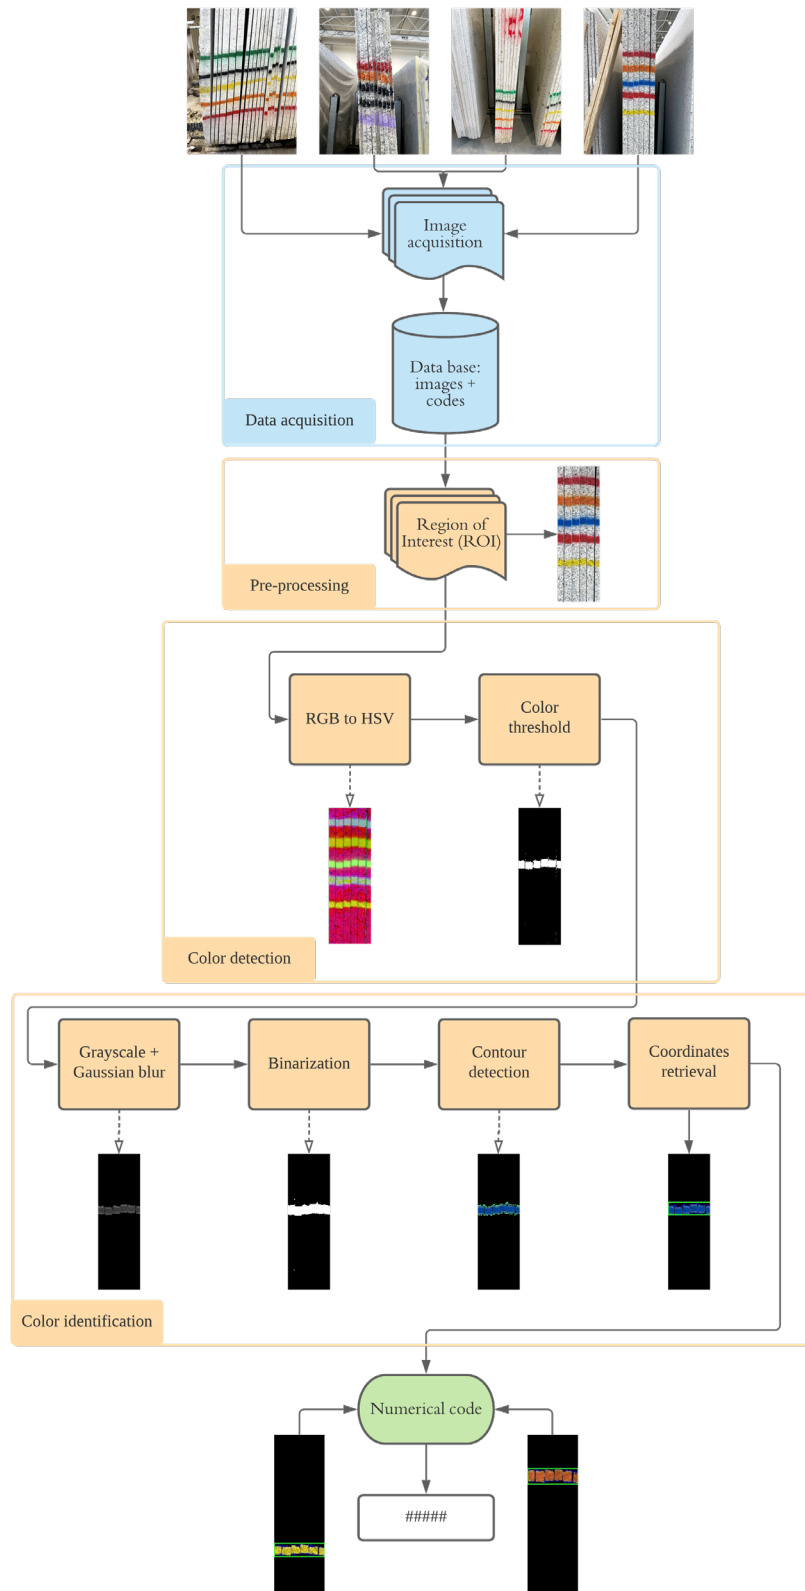 Image
acquisition
Data base:
images +
codes
Data acquisition
Region of
Interest (ROI)
Pre-processing
RGB to HSV
Color
threshold
Color detection
Grayscale +
Gaussian blur
Binarization
Contour
detection
Coordinates
retrieval
Color identification
Numerical code
#####